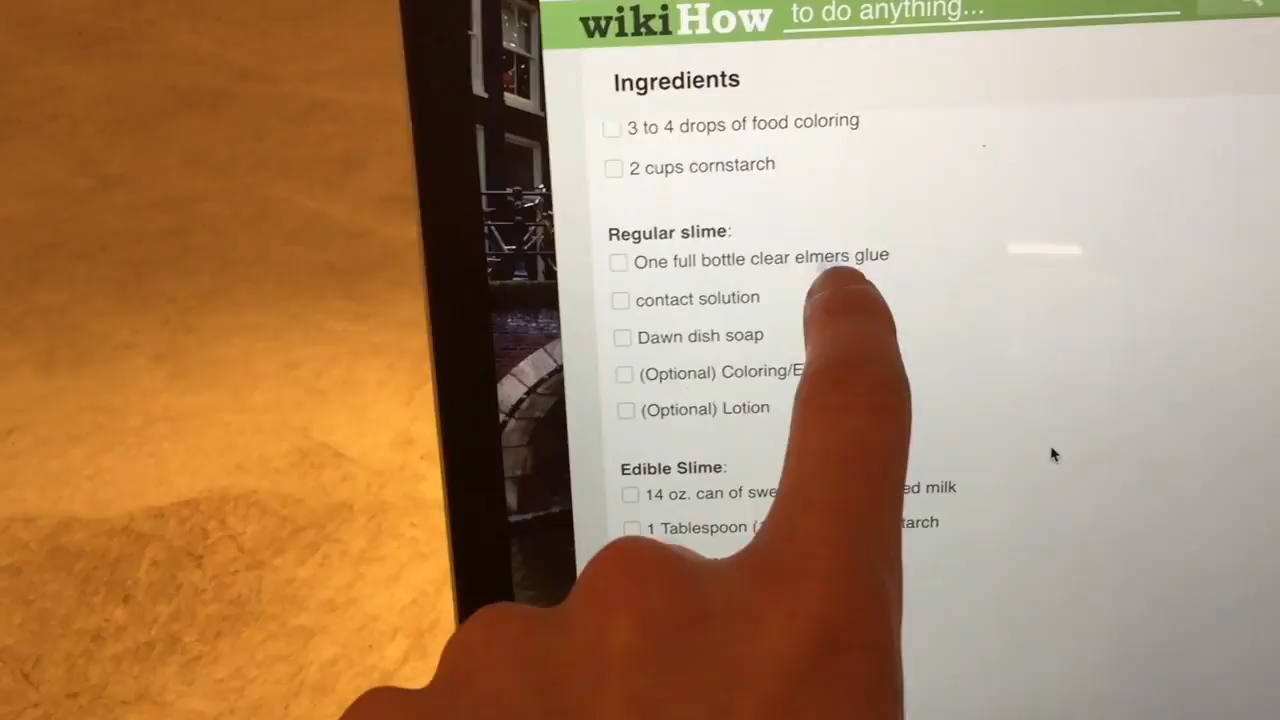 wikiHow to do anything...
Ingredients
3 to 4 drops of food coloring
2 cups cornstarch
Regular slime:
One full bottle clear elmers glue
contact solution
Dawn dish soap
(Optional) Coloring/E
(Optional) Lotion
Edible Slime:
14 oz. can of swe ed milk
1 Tablespoon ( tarch